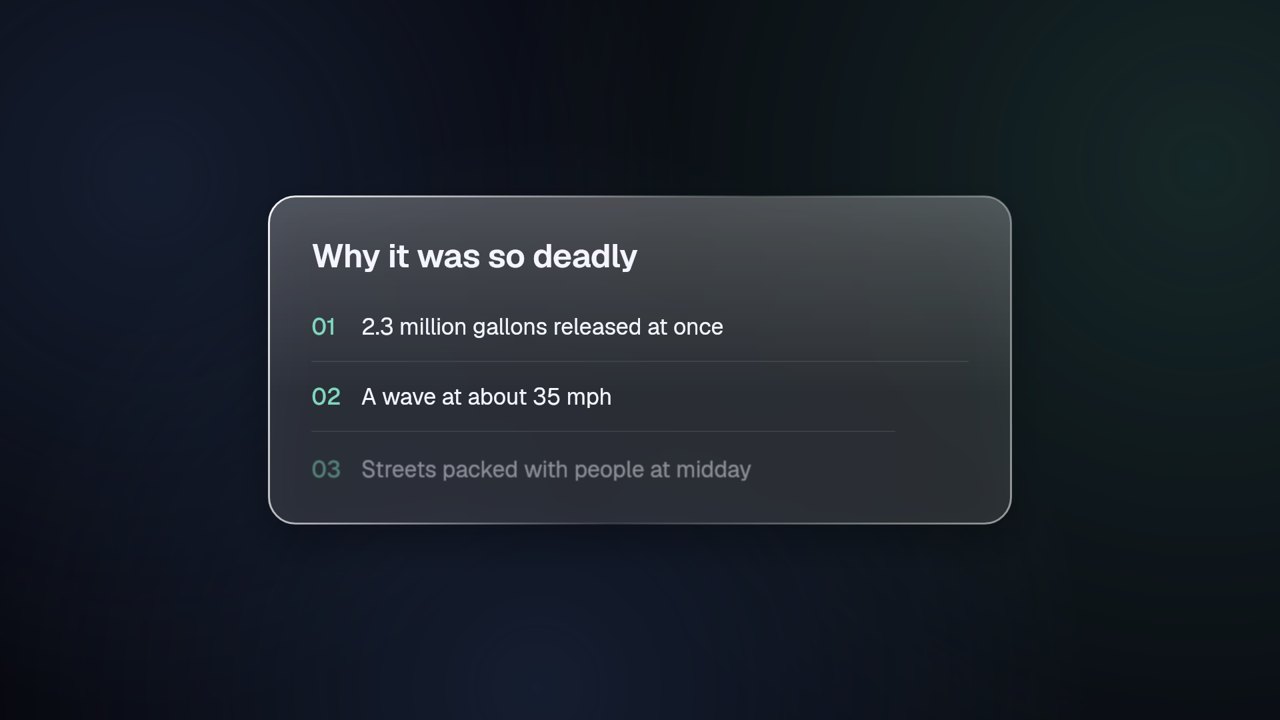 Why it was so deadly
01 2.3 million gallons released at once
02 A wave at about 35 mph
03 Streets packed with people at midday